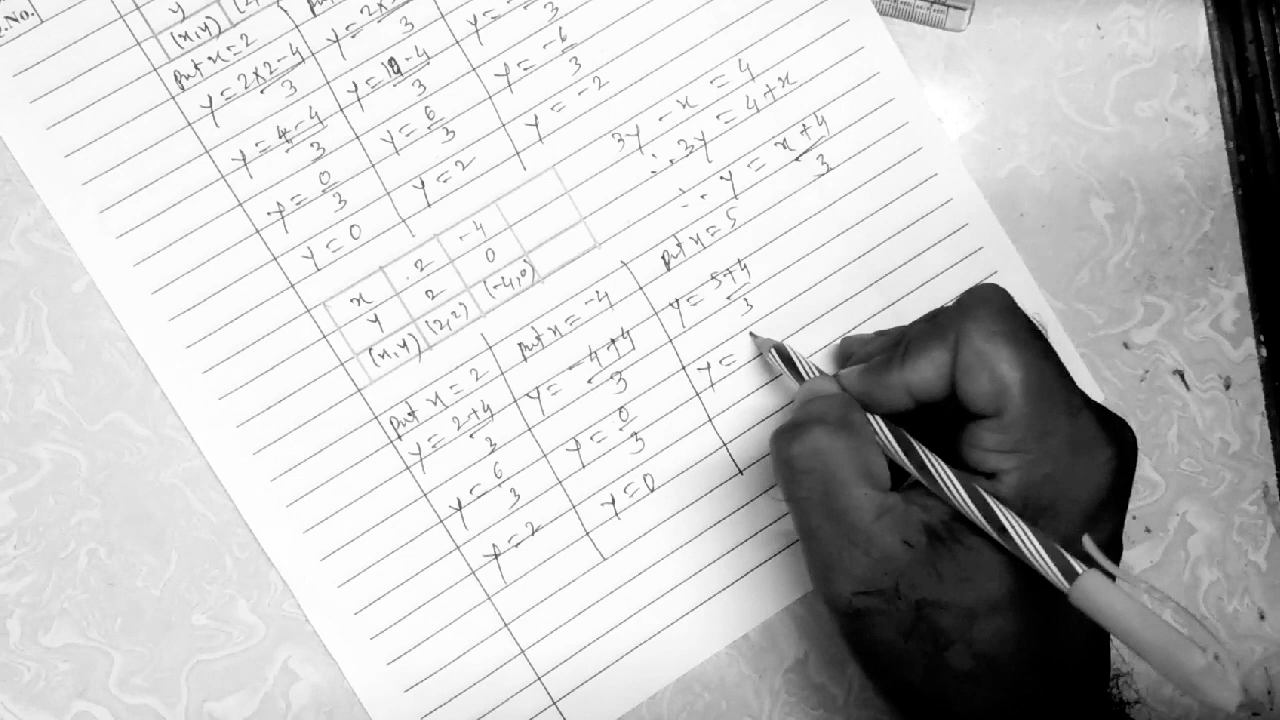 .No.
y
(x,y)
put x=2
y = 2×2-4
3
y = 4-4
3
y = 0
3
y = 0
3
y = 10-4
3
y = 6
3
y = 2
3
y = -6
3
y = -2
3y - x = 4
∴ 3y = 4+x
∴ y = x+4
3
x 2 -4
y 2 0
(x,y) (2,2) (-4,0)
put x = 2
y = 2+4
3
y = 6
3
y = 2
put x = -4
y = -4+4
3
y = 0
3
y = 0
put x = 5
y = 5+4
3
y =